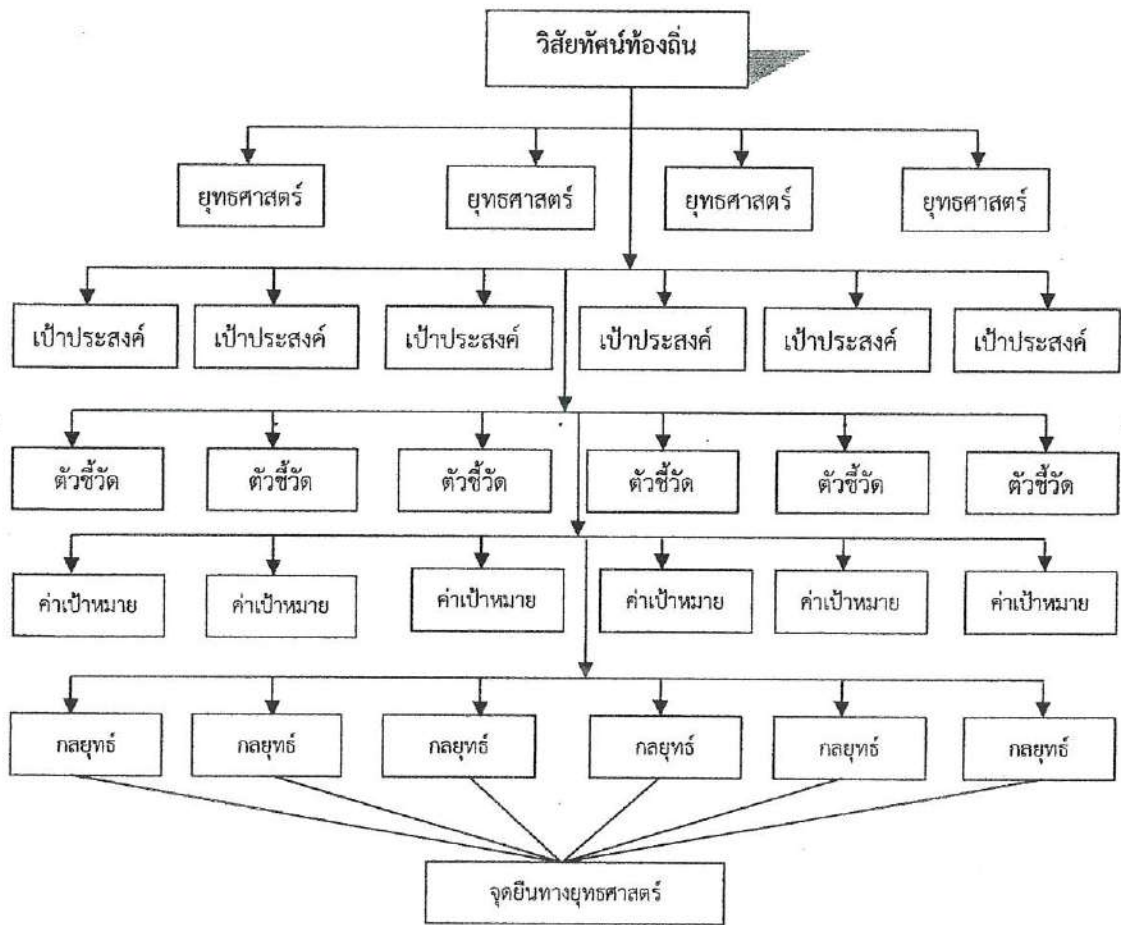 วิสัยทัศน์ท้องถิ่น
ยุทธศาสตร์ ยุทธศาสตร์ ยุทธศาสตร์ ยุทธศาสตร์
เป้าประสงค์ เป้าประสงค์ เป้าประสงค์ เป้าประสงค์ เป้าประสงค์ เป้าประสงค์
ตัวชี้วัด ตัวชี้วัด ตัวชี้วัด ตัวชี้วัด ตัวชี้วัด ตัวชี้วัด
ค่าเป้าหมาย ค่าเป้าหมาย ค่าเป้าหมาย ค่าเป้าหมาย ค่าเป้าหมาย ค่าเป้าหมาย
กลยุทธ์ กลยุทธ์ กลยุทธ์ กลยุทธ์ กลยุทธ์ กลยุทธ์
จุดยืนทางยุทธศาสตร์